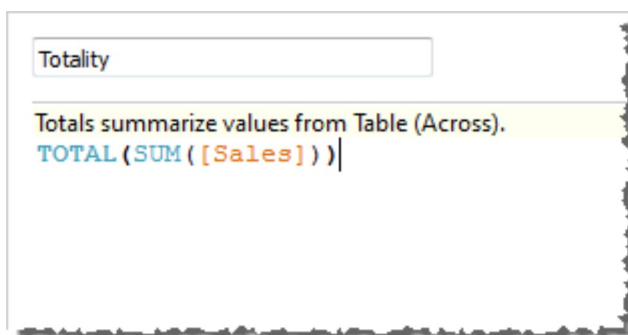 Totality
Totals summarize values from Table (Across).
TOTAL(SUM([Sales]))